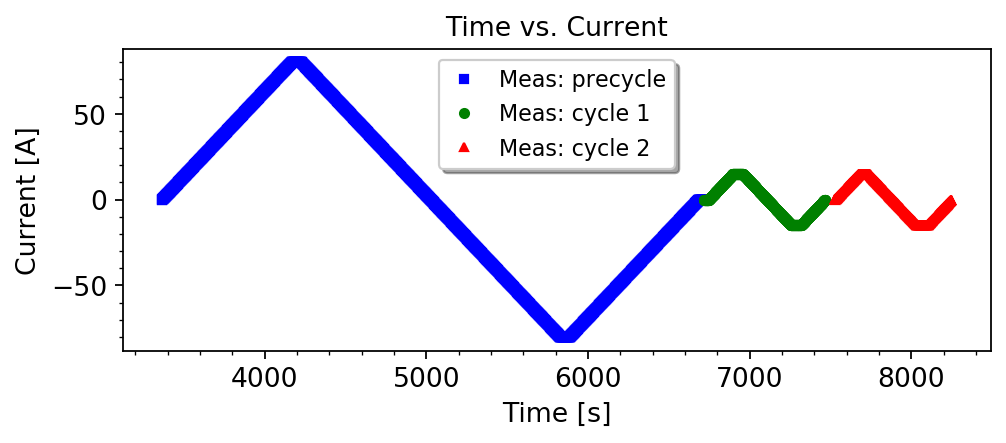 Time vs. Current
Meas: precycle
Meas: cycle 1
Meas: cycle 2
Current [A]
50
0
−50
4000 5000 6000 7000 8000
Time [s]